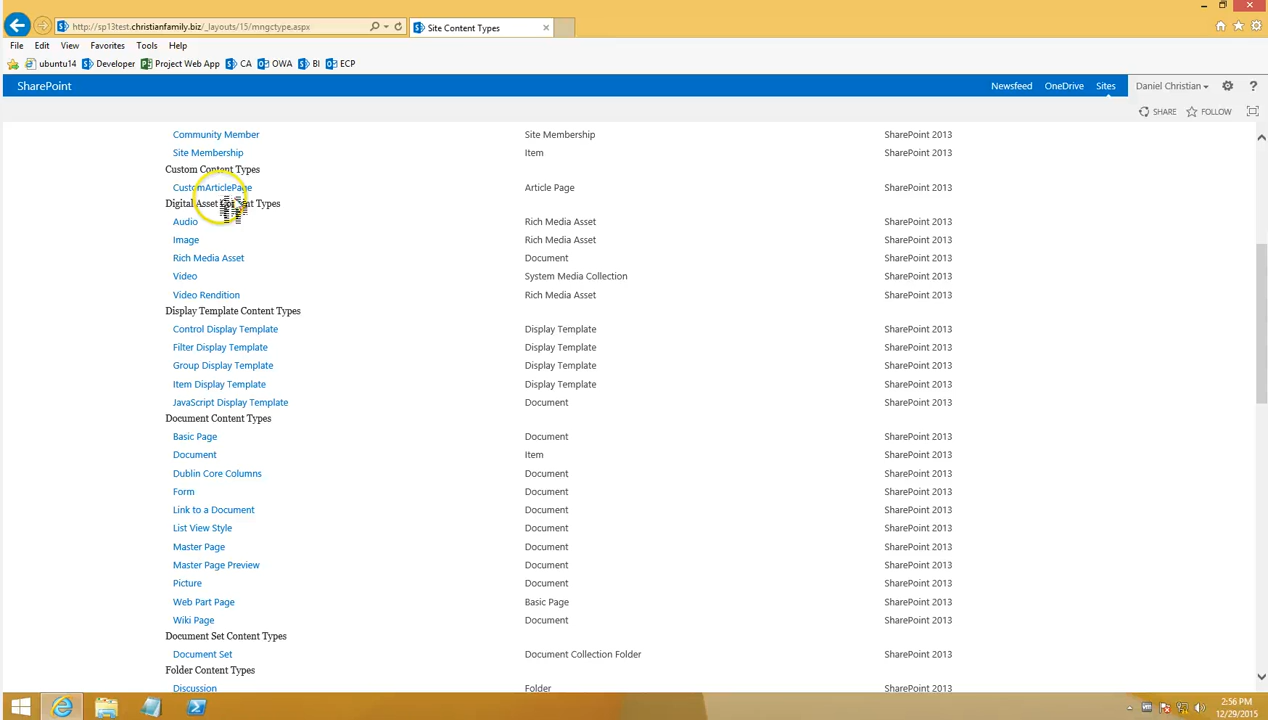 http://sp13test.christianfamily.biz/_layouts/15/mngctype.aspx
Site Content Types
File Edit View Favorites Tools Help
ubuntu14 Developer Project Web App CA OWA BI ECP
SharePoint Newsfeed OneDrive Sites Daniel Christian ?
SHARE FOLLOW
Community Member Site Membership SharePoint 2013
Site Membership Item SharePoint 2013
Custom Content Types
CustomArticlePage Article Page SharePoint 2013
Digital Asset Content Types
Audio Rich Media Asset SharePoint 2013
Image Rich Media Asset SharePoint 2013
Rich Media Asset Document SharePoint 2013
Video System Media Collection SharePoint 2013
Video Rendition Rich Media Asset SharePoint 2013
Display Template Content Types
Control Display Template Display Template SharePoint 2013
Filter Display Template Display Template SharePoint 2013
Group Display Template Display Template SharePoint 2013
Item Display Template Display Template SharePoint 2013
JavaScript Display Template Document SharePoint 2013
Document Content Types
Basic Page Document SharePoint 2013
Document Item SharePoint 2013
Dublin Core Columns Document SharePoint 2013
Form Document SharePoint 2013
Link to a Document Document SharePoint 2013
List View Style Document SharePoint 2013
Master Page Document SharePoint 2013
Master Page Preview Document SharePoint 2013
Picture Document SharePoint 2013
Web Part Page Basic Page SharePoint 2013
Wiki Page Document SharePoint 2013
Document Set Content Types
Document Set Document Collection Folder SharePoint 2013
Folder Content Types
Discussion Folder SharePoint 2013
2:56 PM
12/29/2015